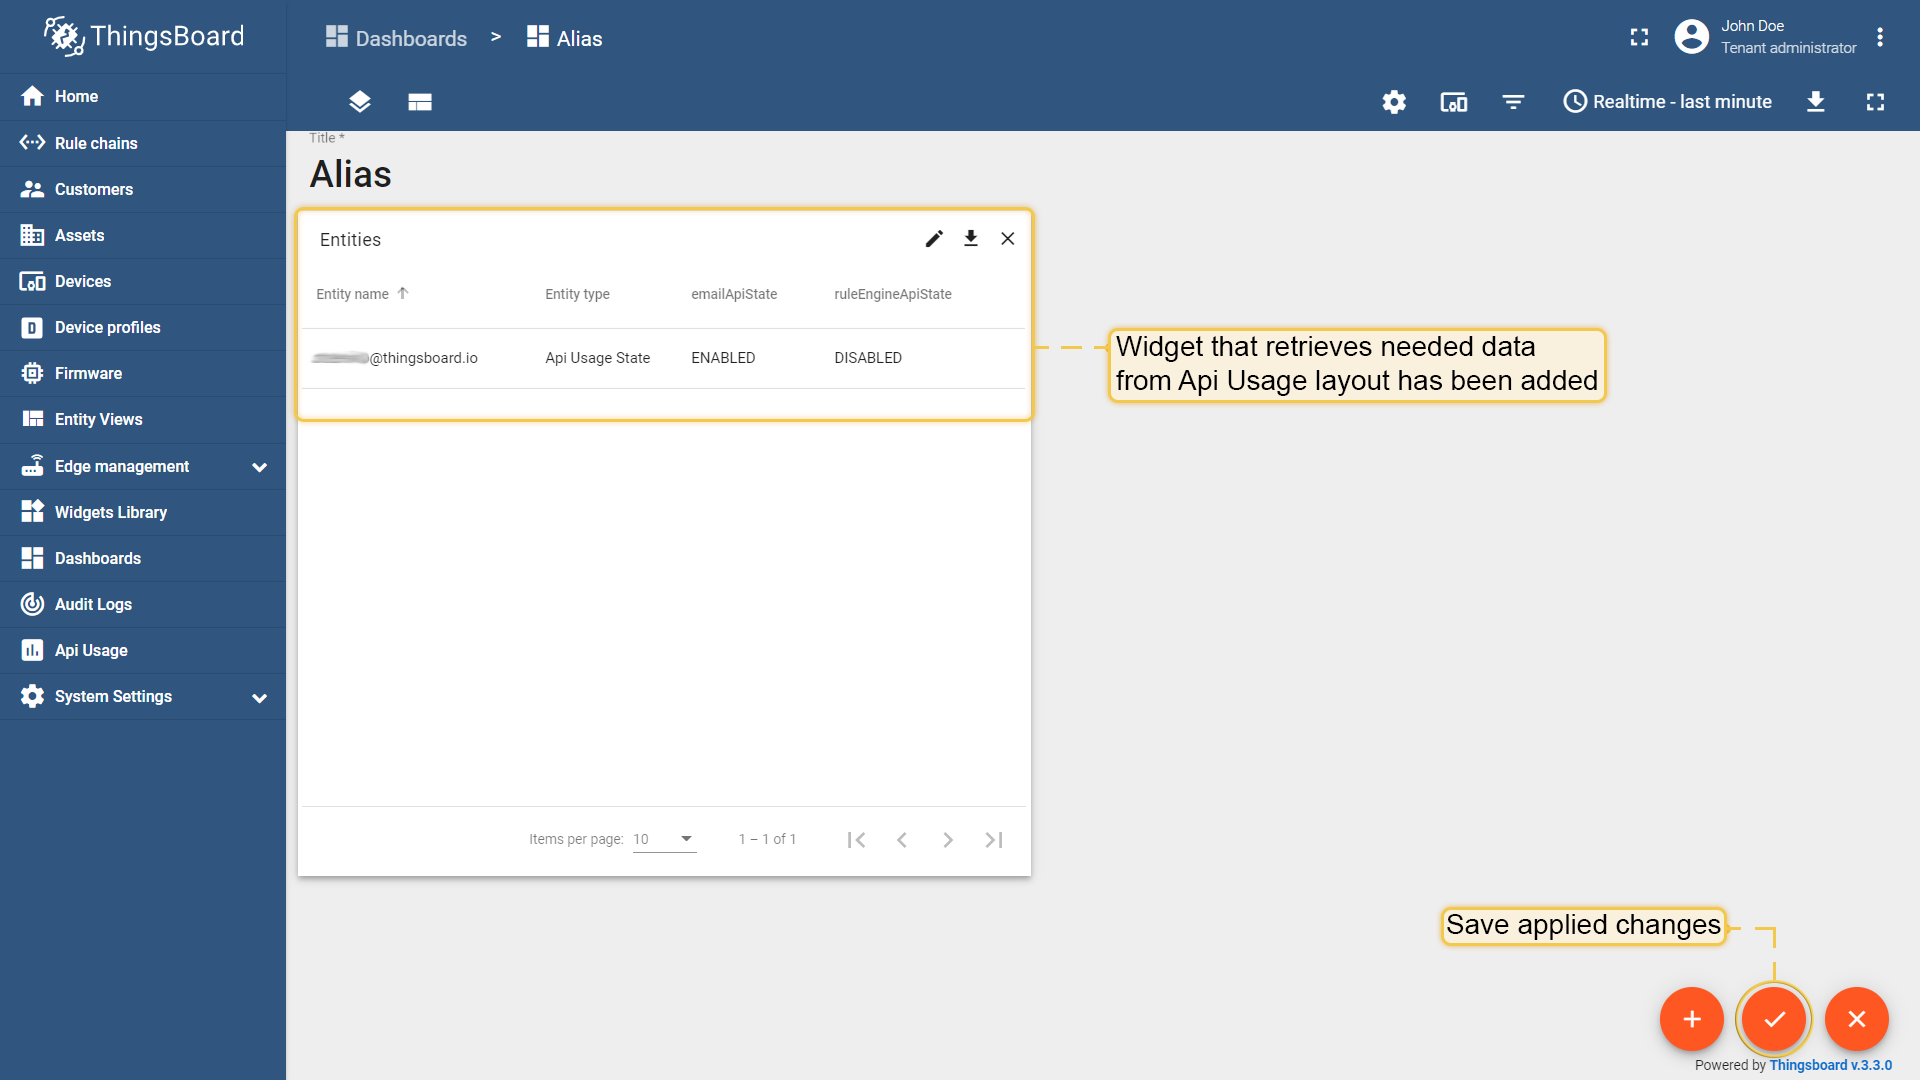 ThingsBoard
Dashboards > Alias
John Doe
Tenant administrator
Realtime - last minute
Home
Rule chains
Customers
Assets
Devices
Device profiles
Firmware
Entity Views
Edge management
Widgets Library
Dashboards
Audit Logs
Api Usage
System Settings
Title *
Alias
Entities
Entity name Entity type emailApiState ruleEngineApiState
@thingsboard.io Api Usage State ENABLED DISABLED
Widget that retrieves needed data
from Api Usage layout has been added
Items per page: 10 1 – 1 of 1
Save applied changes
Powered by Thingsboard v.3.3.0